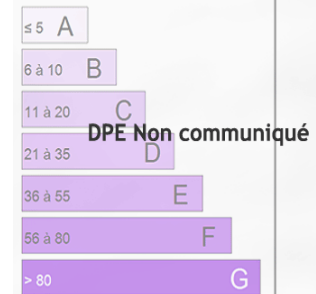 ≤ 5 A
6 à 10 B
11 à 20 C
DPE Non communiqué
21 à 35 D
36 à 55 E
56 à 80 F
> 80 G